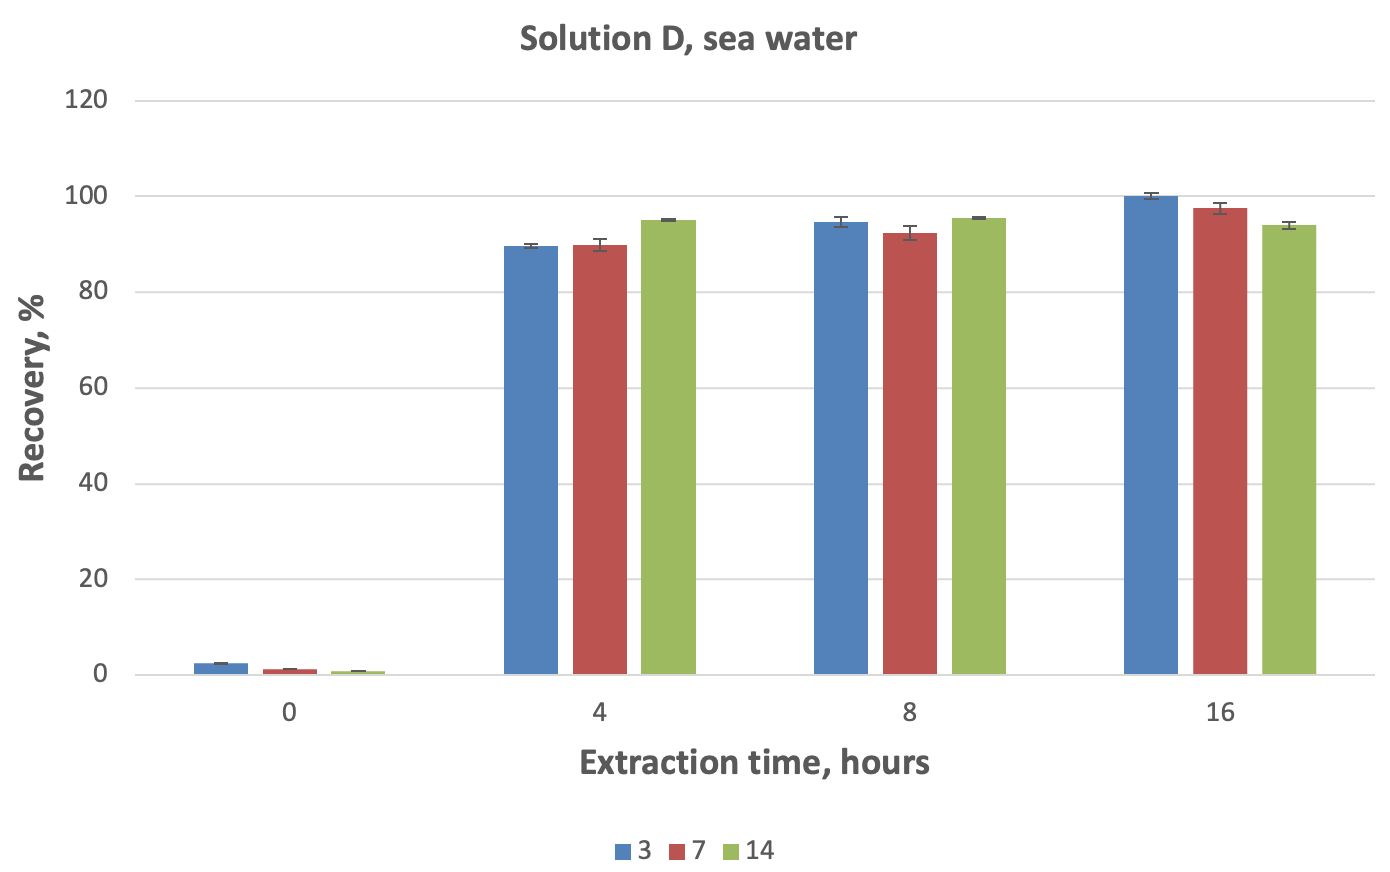 Solution D, sea water
120
100
80
60
40
20
0
Recovery, %
0 4 8 16
Extraction time, hours
3 7 14